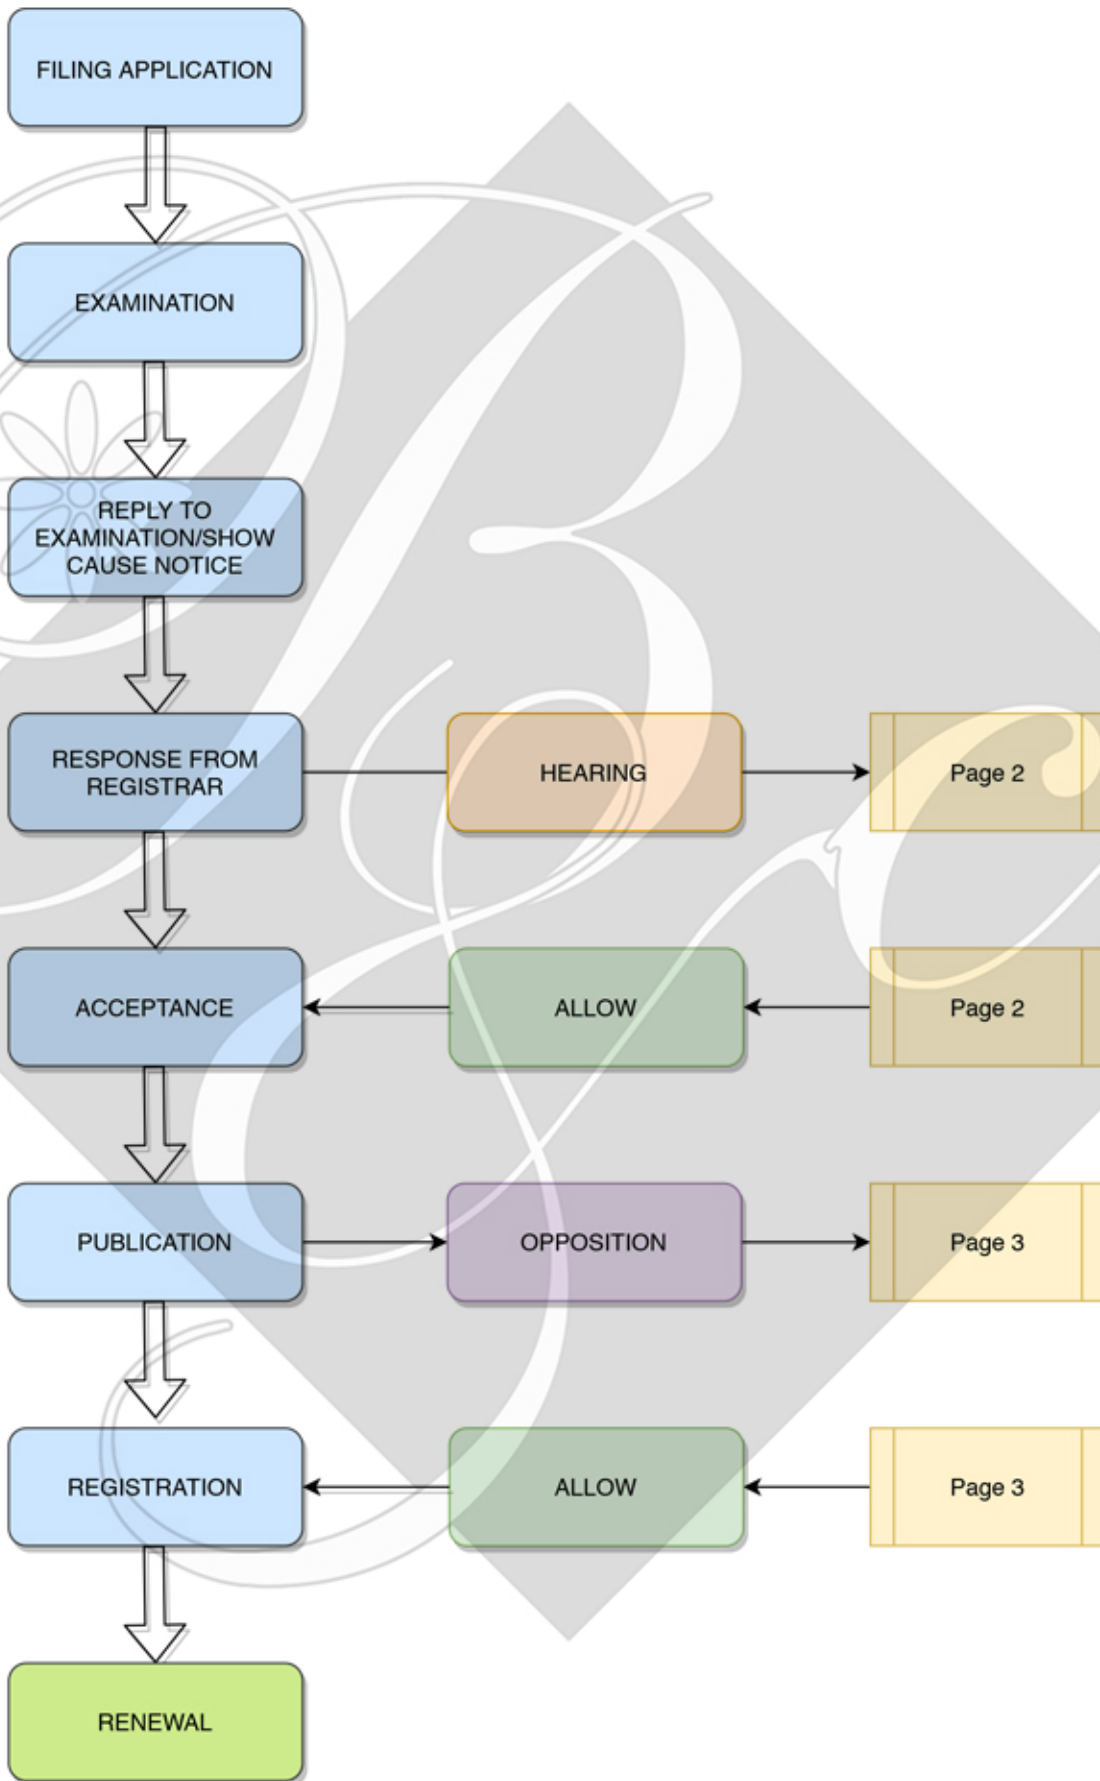 FILING APPLICATION
EXAMINATION
REPLY TO
EXAMINATION/SHOW
CAUSE NOTICE
RESPONSE FROM
REGISTRAR
HEARING
Page 2
ACCEPTANCE
ALLOW
Page 2
PUBLICATION
OPPOSITION
Page 3
REGISTRATION
ALLOW
Page 3
RENEWAL